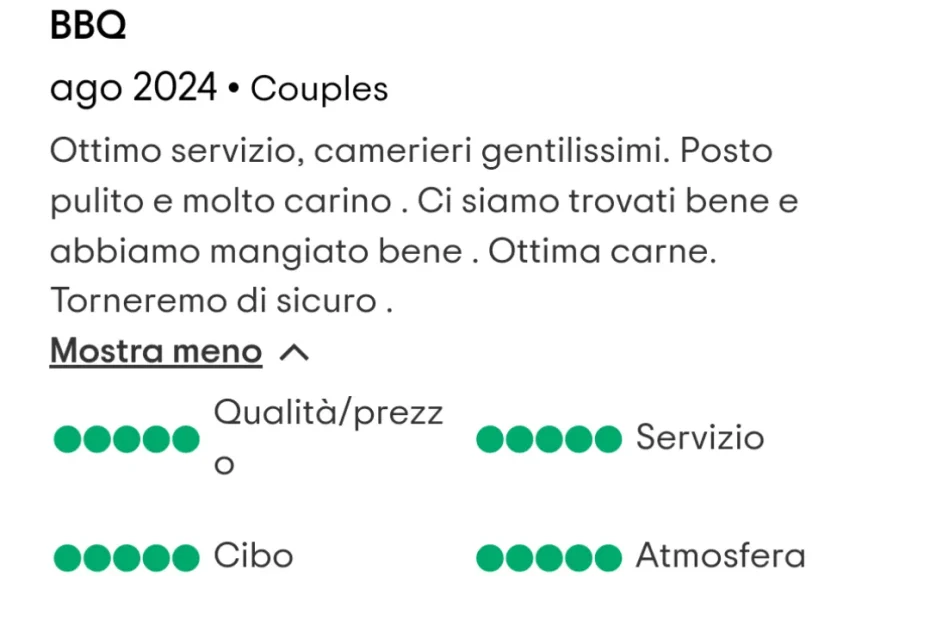 BBQ
ago 2024 • Couples
Ottimo servizio, camerieri gentilissimi. Posto
pulito e molto carino . Ci siamo trovati bene e
abbiamo mangiato bene . Ottima carne.
Torneremo di sicuro .
Mostra meno
Qualità/prezz
o
Servizio
Cibo
Atmosfera